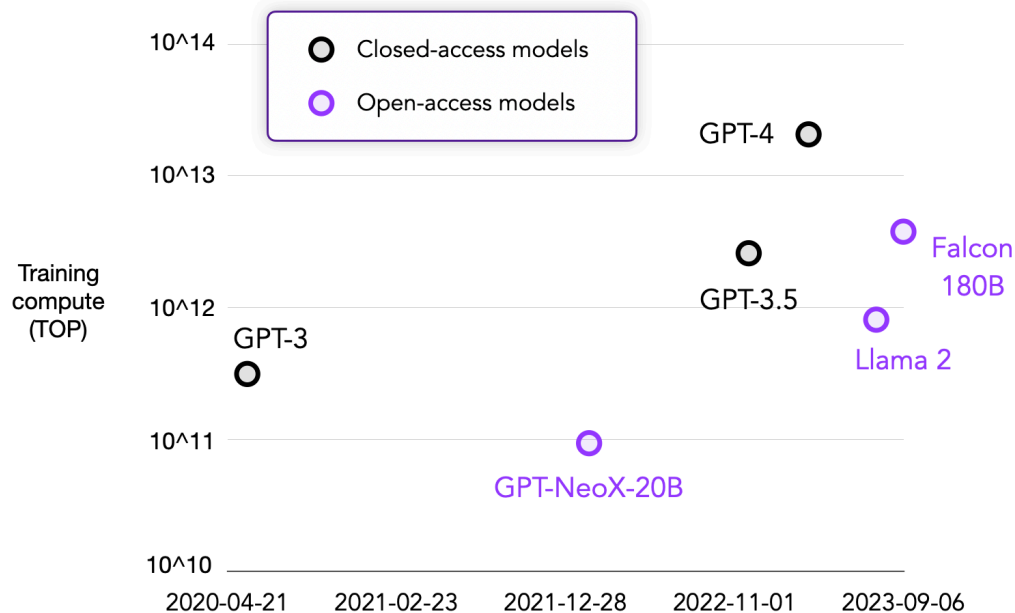 10^14
Closed-access models
Open-access models
GPT-4
10^13
Training
compute
(TOP)
Falcon
180B
GPT-3.5
10^12
GPT-3
Llama 2
10^11
GPT-NeoX-20B
10^10
2020-04-21
2021-02-23
2021-12-28
2022-11-01
2023-09-06